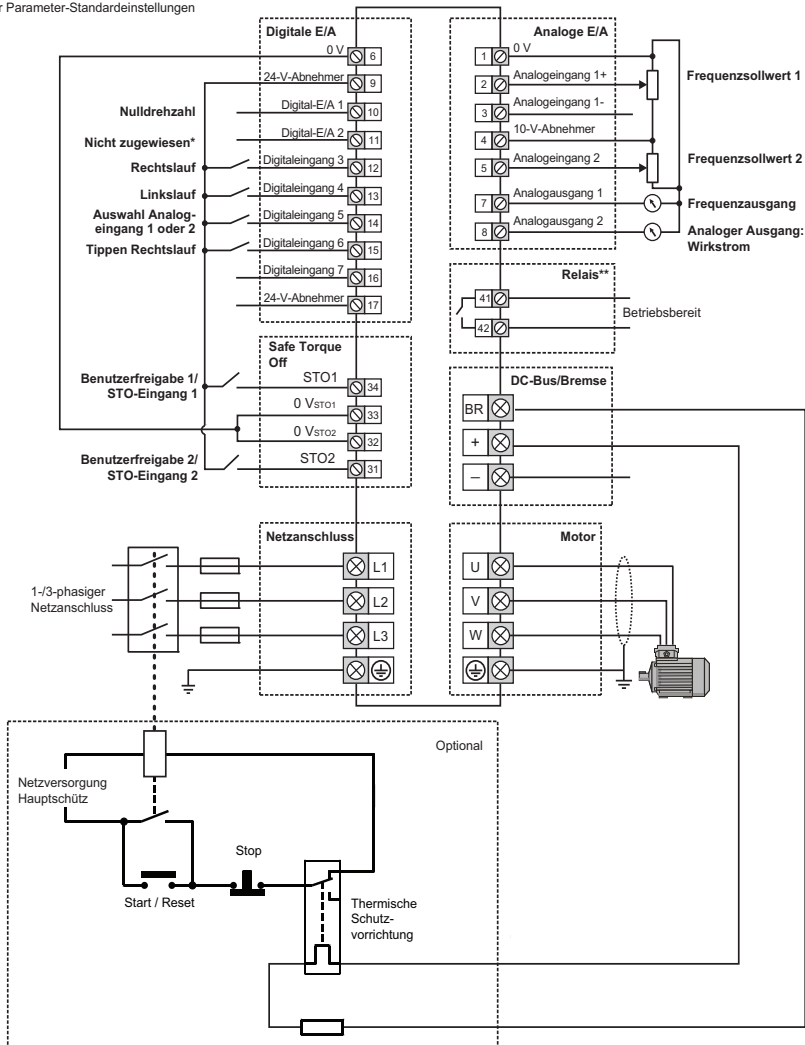 r Parameter-Standardeinstellungen
Digitale E/A
0 V
6
24-V-Abnehmer
9
Nulldrehzahl
Digital-E/A 1
10
Nicht zugewiesen*
Digital-E/A 2
11
Rechtslauf
Digitaleingang 3
12
Linkslauf
Digitaleingang 4
13
Auswahl Analog-
eingang 1 oder 2
Digitaleingang 5
14
Tippen Rechtslauf
Digitaleingang 6
15
Digitaleingang 7
16
24-V-Abnehmer
17
Analoge E/A
1
0 V
2
Analogeingang 1+
Frequenzsollwert 1
3
Analogeingang 1-
4
10-V-Abnehmer
5
Analogeingang 2
Frequenzsollwert 2
7
Analogausgang 1
Frequenzausgang
8
Analogausgang 2
Analoger Ausgang:
Wirkstrom
Relais**
41
42
Betriebsbereit
Safe Torque
Off
Benutzerfreigabe 1/
STO-Eingang 1
STO1
34
0 VSTO1
33
0 VSTO2
32
Benutzerfreigabe 2/
STO-Eingang 2
STO2
31
DC-Bus/Bremse
BR
+
–
Netzanschluss
1-/3-phasiger
Netzanschluss
L1
L2
L3
Motor
U
V
W
Optional
Netzversorgung
Hauptschütz
Start / Reset
Stop
Thermische
Schutz-
vorrichtung